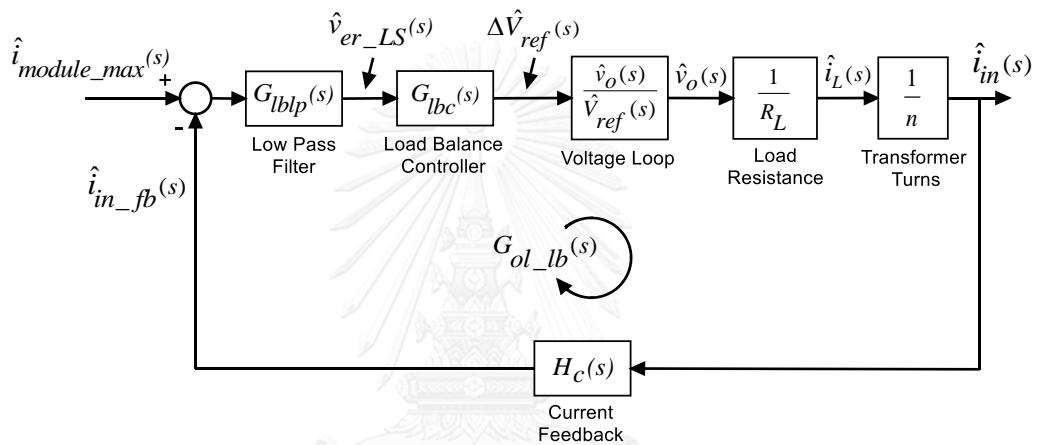 î_module_max(s)
+
-
G_lblp(s)
Low Pass
Filter
v̂_er_LS(s)
G_lbc(s)
Load Balance
Controller
ΔV̂_ref(s)
v̂_o(s)
V̂_ref(s)
Voltage Loop
v̂_o(s)
1
R_L
Load
Resistance
î_L(s)
1
n
Transformer
Turns
î_in(s)
î_in_fb(s)
G_ol_lb(s)
H_c(s)
Current
Feedback